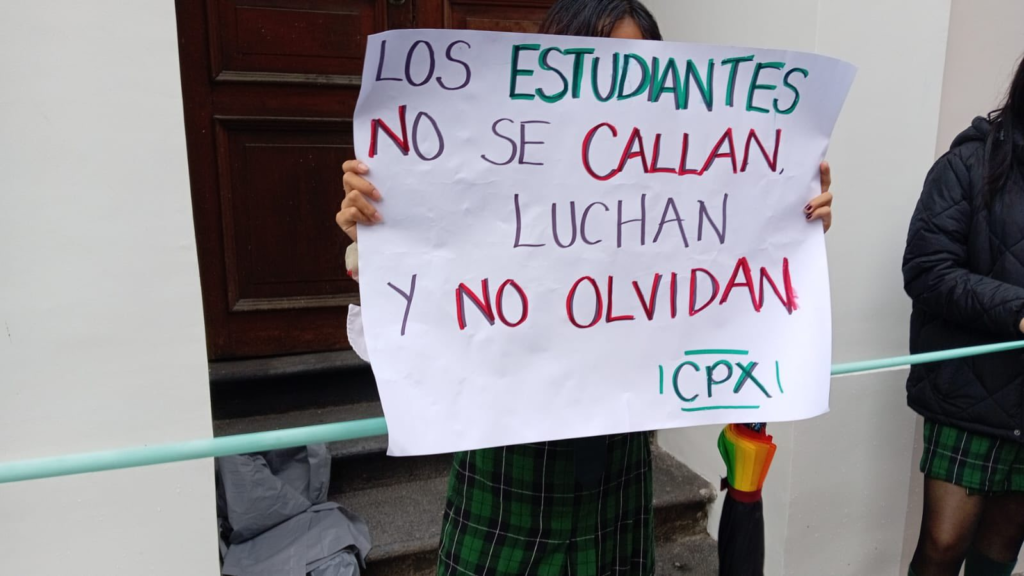 LOS ESTUDIANTES
NO SE CALLAN,
LUCHAN
Y NO OLVIDAN
CPX